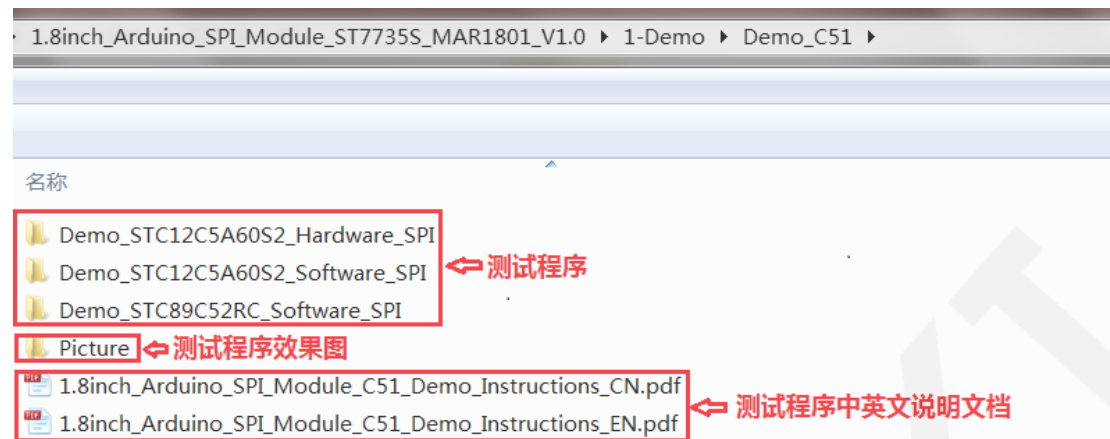 1.8inch_Arduino_SPI_Module_ST7735S_MAR1801_V1.0 ▸ 1-Demo ▸ Demo_C51 ▸
名称
Demo_STC12C5A60S2_Hardware_SPI
Demo_STC12C5A60S2_Software_SPI
测试程序
Demo_STC89C52RC_Software_SPI
Picture 测试程序效果图
1.8inch_Arduino_SPI_Module_C51_Demo_Instructions_CN.pdf
测试程序中英文说明文档
1.8inch_Arduino_SPI_Module_C51_Demo_Instructions_EN.pdf